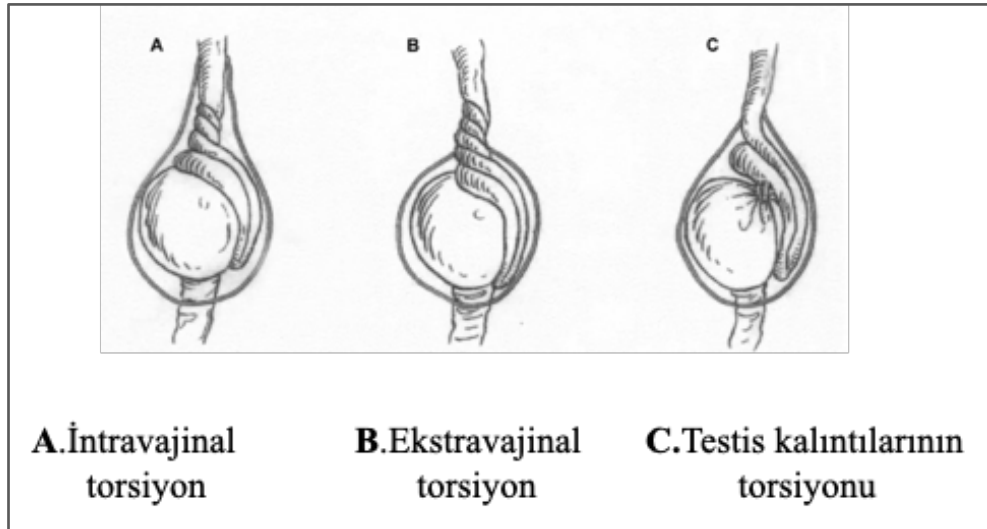 A B C
A.İntravajinal B.Ekstravajinal C.Testis kalıntılarının
torsiyon torsiyon torsiyonu